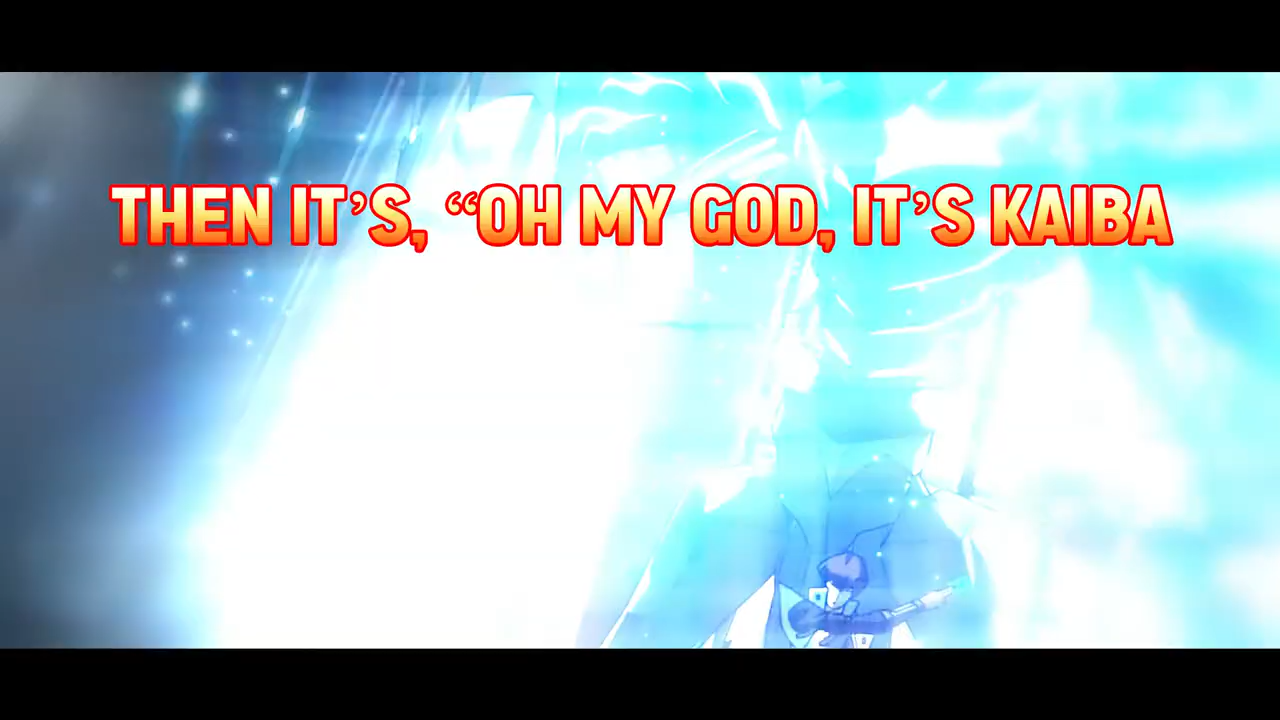 THEN IT’S, “OH MY GOD, IT’S KAIBA